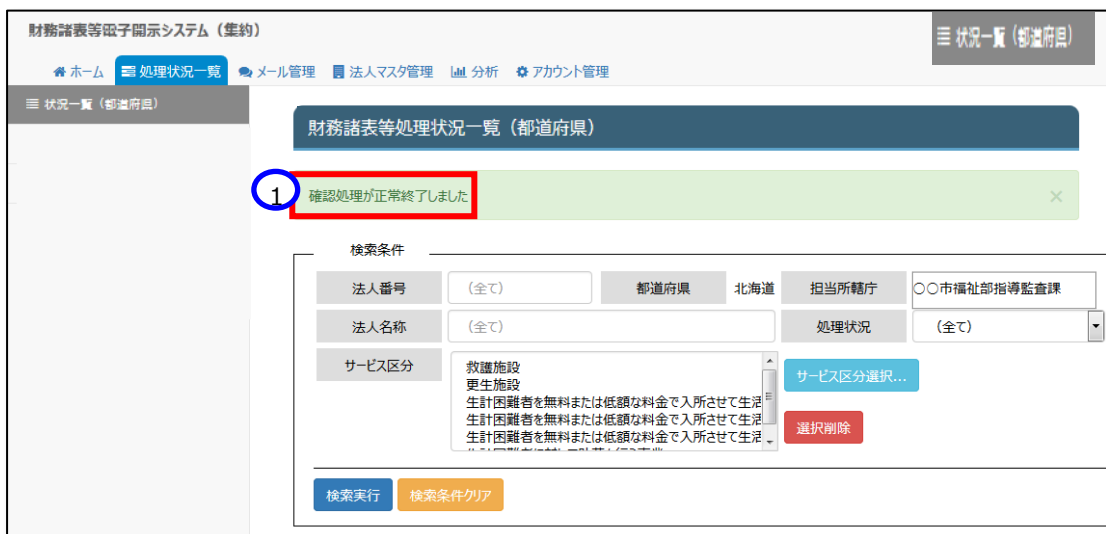 財務諸表等電子開示システム（集約）
状況一覧（都道府県）
ホーム 処理状況一覧 メール管理 法人マスタ管理 分析 アカウント管理
状況一覧（都道府県）
財務諸表等処理状況一覧（都道府県）
1 確認処理が正常終了しました ×
検索条件
法人番号 （全て） 都道府県 北海道 担当所轄庁 〇〇市福祉部指導監査課
法人名称 （全て） 処理状況 （全て）
サービス区分 救護施設 サービス区分選択...
更生施設
生計困難者を無料または低額な料金で入所させて生活
生計困難者を無料または低額な料金で入所させて生活
生計困難者を無料または低額な料金で入所させて生活 選択削除
検索実行 検索条件クリア